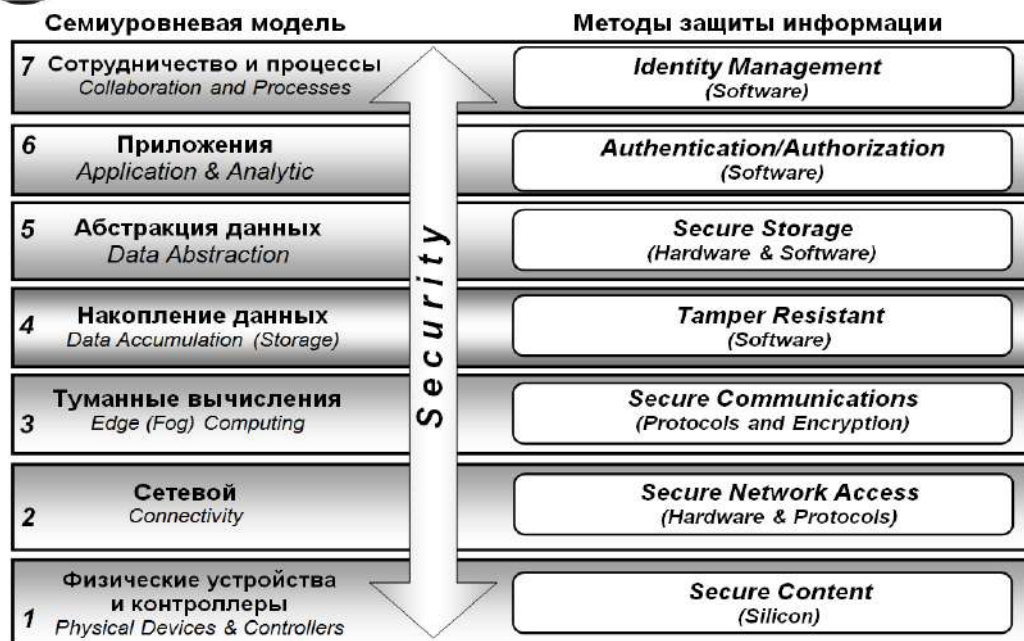 Семиуровневая модель
Методы защиты информации
7 Сотрудничество и процессы
Collaboration and Processes
Identity Management
(Software)
6 Приложения
Application & Analytic
Authentication/Authorization
(Software)
5 Абстракция данных
Data Abstraction
Secure Storage
(Hardware & Software)
4 Накопление данных
Data Accumulation (Storage)
Tamper Resistant
(Software)
3 Туманные вычисления
Edge (Fog) Computing
Secure Communications
(Protocols and Encryption)
2 Сетевой
Connectivity
Secure Network Access
(Hardware & Protocols)
1 Физические устройства
и контроллеры
Physical Devices & Controllers
Secure Content
(Silicon)
Security